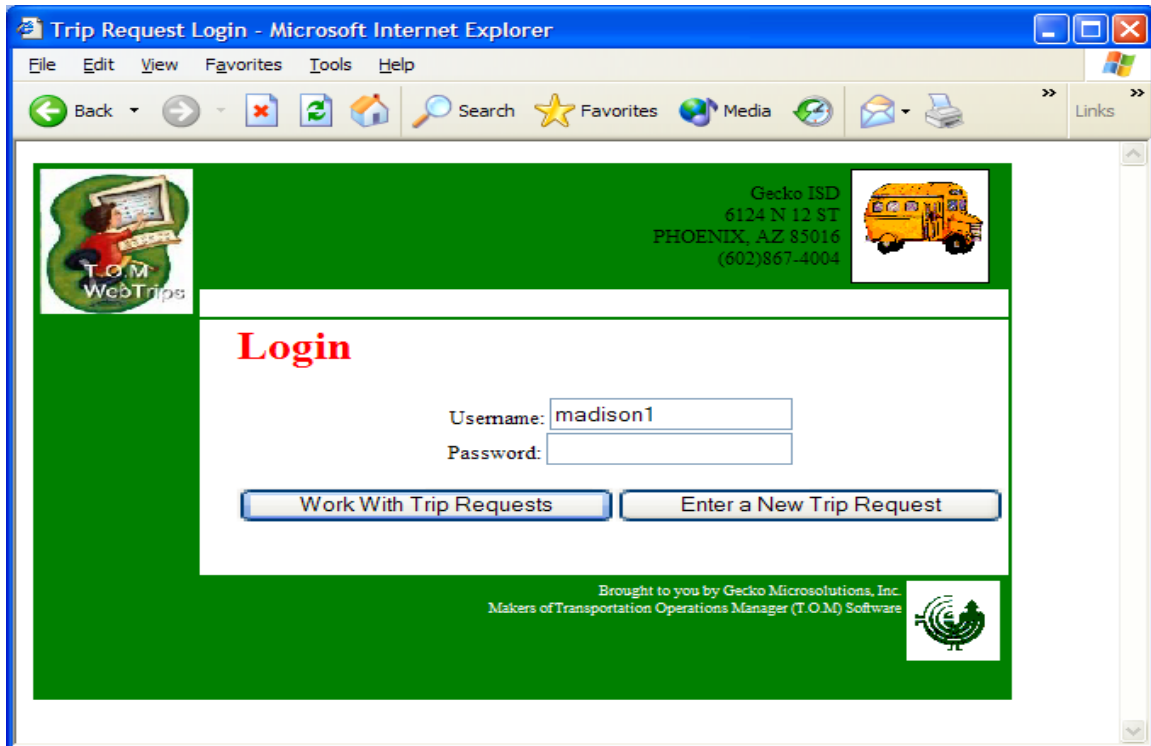 Trip Request Login - Microsoft Internet Explorer
File Edit View Favorites Tools Help
Back Search Favorites Media Links
T.O.M
WebTrips
Gecko ISD
6124 N 12 ST
PHOENIX, AZ 85016
(602)867-4004
Login
Username: madison1
Password:
Work With Trip Requests Enter a New Trip Request
Brought to you by Gecko Microsolutions, Inc.
Makers of Transportation Operations Manager (T.O.M) Software